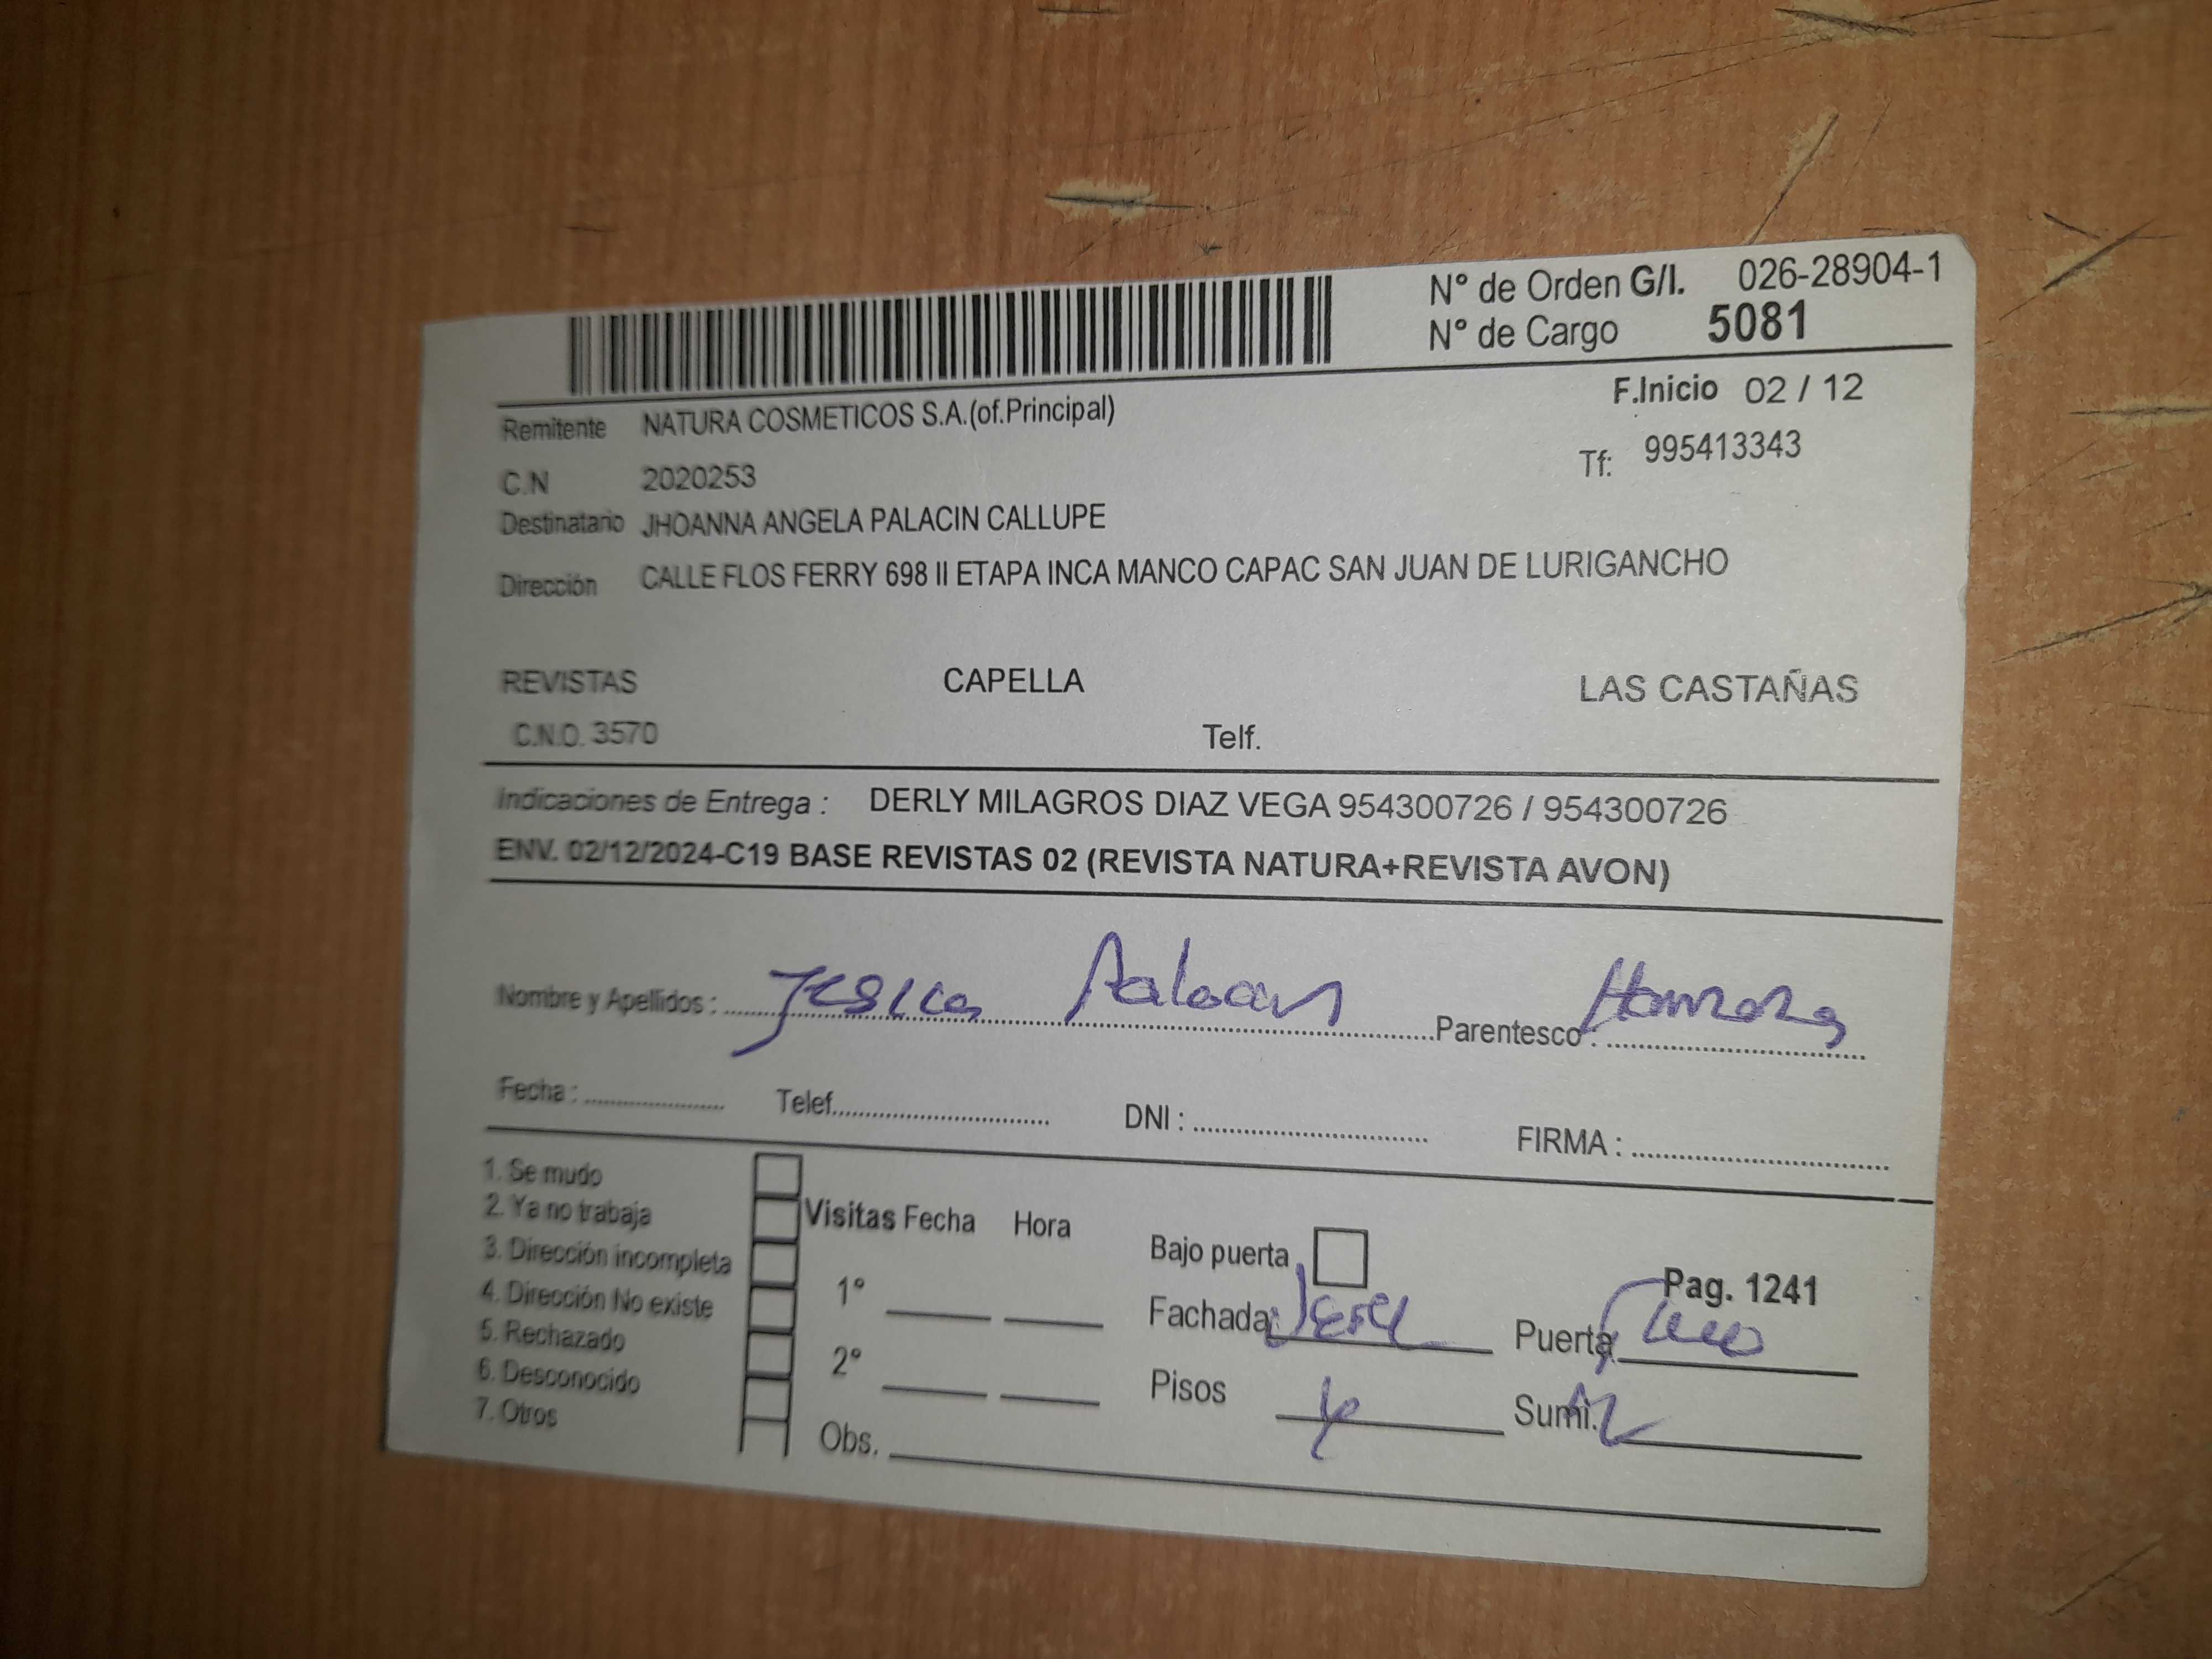 Nº de Orden G/I. 026-28904-1
Nº de Cargo 5081
F.Inicio 02 / 12
Remitente NATURA COSMETICOS S.A.(of.Principal)
Tf: 995413343
C.N 2020253
Destinatario JHOANNA ANGELA PALACIN CALLUPE
Dirección CALLE FLOS FERRY 698 II ETAPA INCA MANCO CAPAC SAN JUAN DE LURIGANCHO
REVISTAS CAPELLA LAS CASTAÑAS
C.N.O. 3570 Telf.
Indicaciones de Entrega : DERLY MILAGROS DIAZ VEGA 954300726 / 954300726
ENV. 02/12/2024-C19 BASE REVISTAS 02 (REVISTA NATURA+REVISTA AVON)
Nombre y Apellidos : Jesica Palacin Parentesco : Hermana
Fecha : Telef. DNI : FIRMA :
1. Se mudo
2. Ya no trabaja
3. Dirección incompleta
4. Dirección No existe
5. Rechazado
6. Desconocido
7. Otros
Visitas Fecha Hora
1º
2º
Obs.
Bajo puerta
Pag. 1241
Fachada: Puerta
Pisos 4 Sumi.